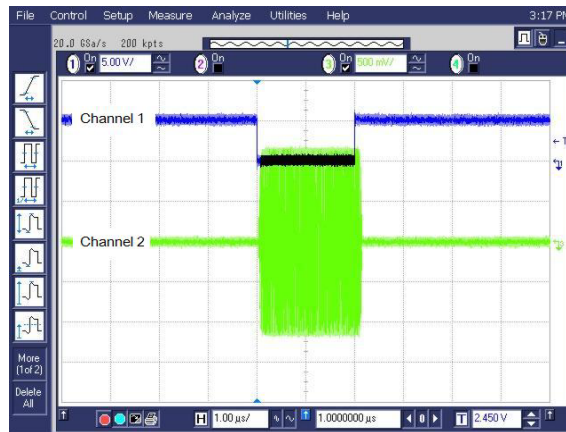 File Control Setup Measure Analyze Utilities Help 3:17 PM
20.0 GSa/s 200 kpts
1 On 5.00 V/ 2 On 3 On 500 mV/ 4 On
Channel 1
Channel 2
More
(1of 2)
Delete
All
H 1.00 µs/ 1.0000000 µs 0 T 2.450 V